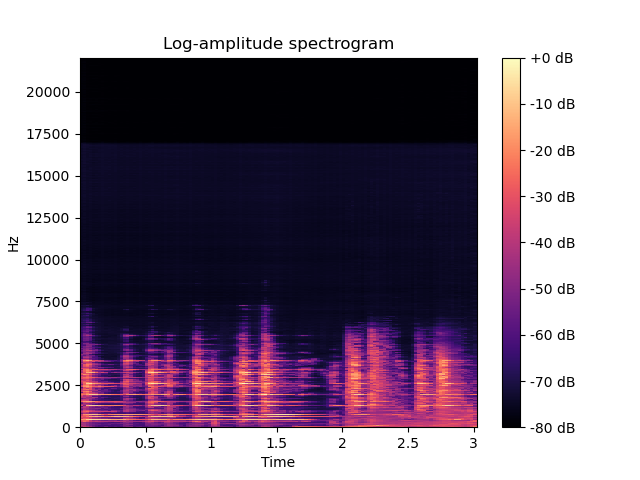 Log-amplitude spectrogram
Hz
20000
17500
15000
12500
10000
7500
5000
2500
0
0
0.5
1
1.5
2
2.5
3
Time
+0 dB
-10 dB
-20 dB
-30 dB
-40 dB
-50 dB
-60 dB
-70 dB
-80 dB